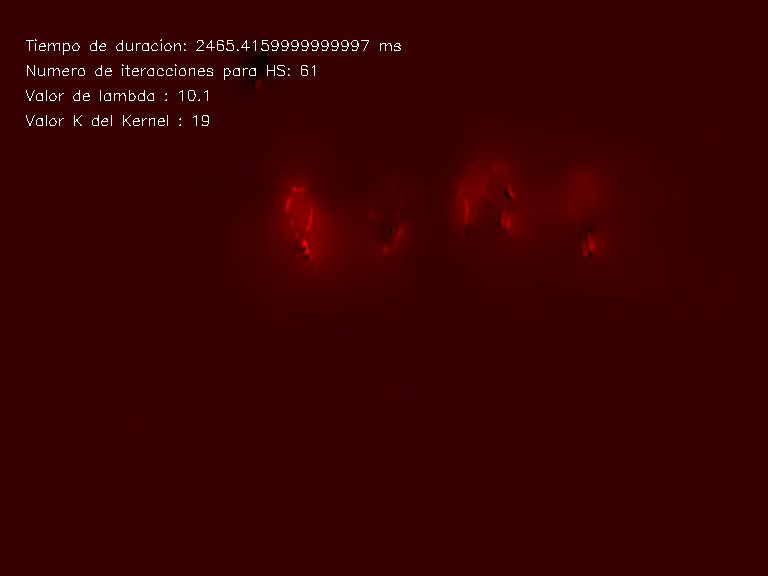 Tiempo de duracion: 2465.4159999999997 ms
Numero de iteracciones para HS: 61
Valor de lambda : 10.1
Valor K del Kernel : 19